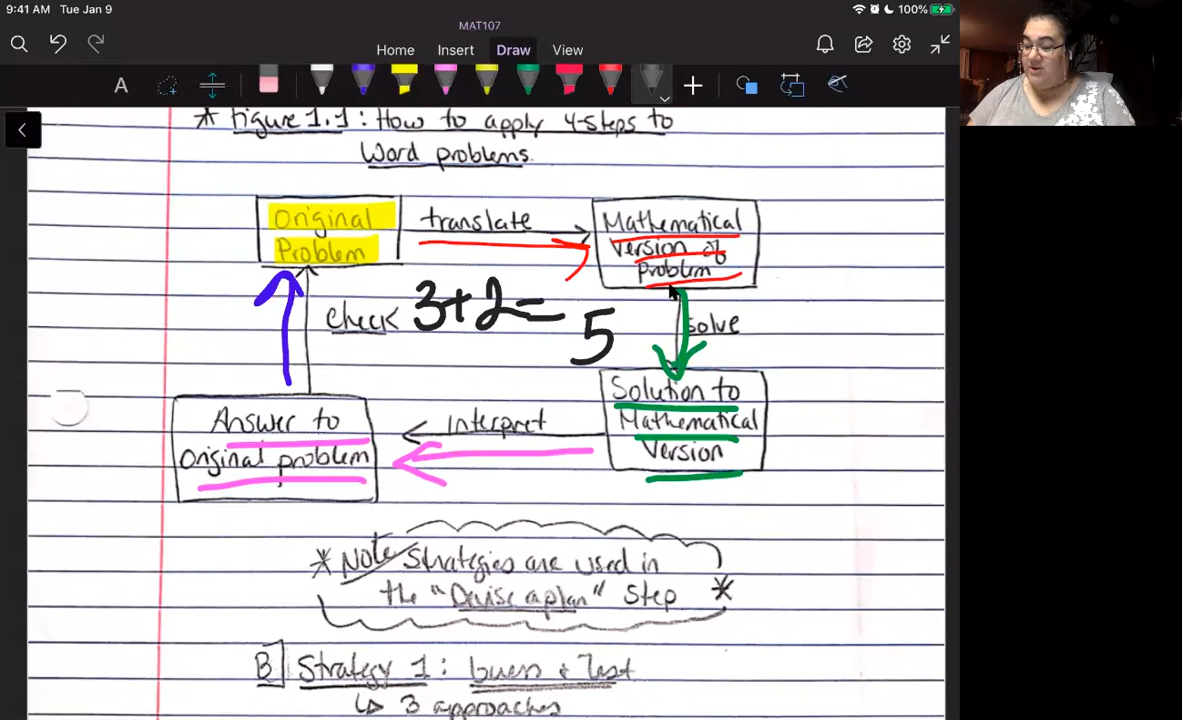 9:41 AM Tue Jan 9
100%
MAT107
Home Insert Draw View
A
* Figure 1.1: How to apply 4-steps to
Word problems.
Original
Problem
translate
Mathematical
Version of
Problem
check
3+2=
5
solve
Solution to
Mathematical
Version
interpret
Answer to
Original problem
* Note Strategies are used in
the "Devise a plan" step *
B Strategy 1: Guess + Test
↳ 3 approaches